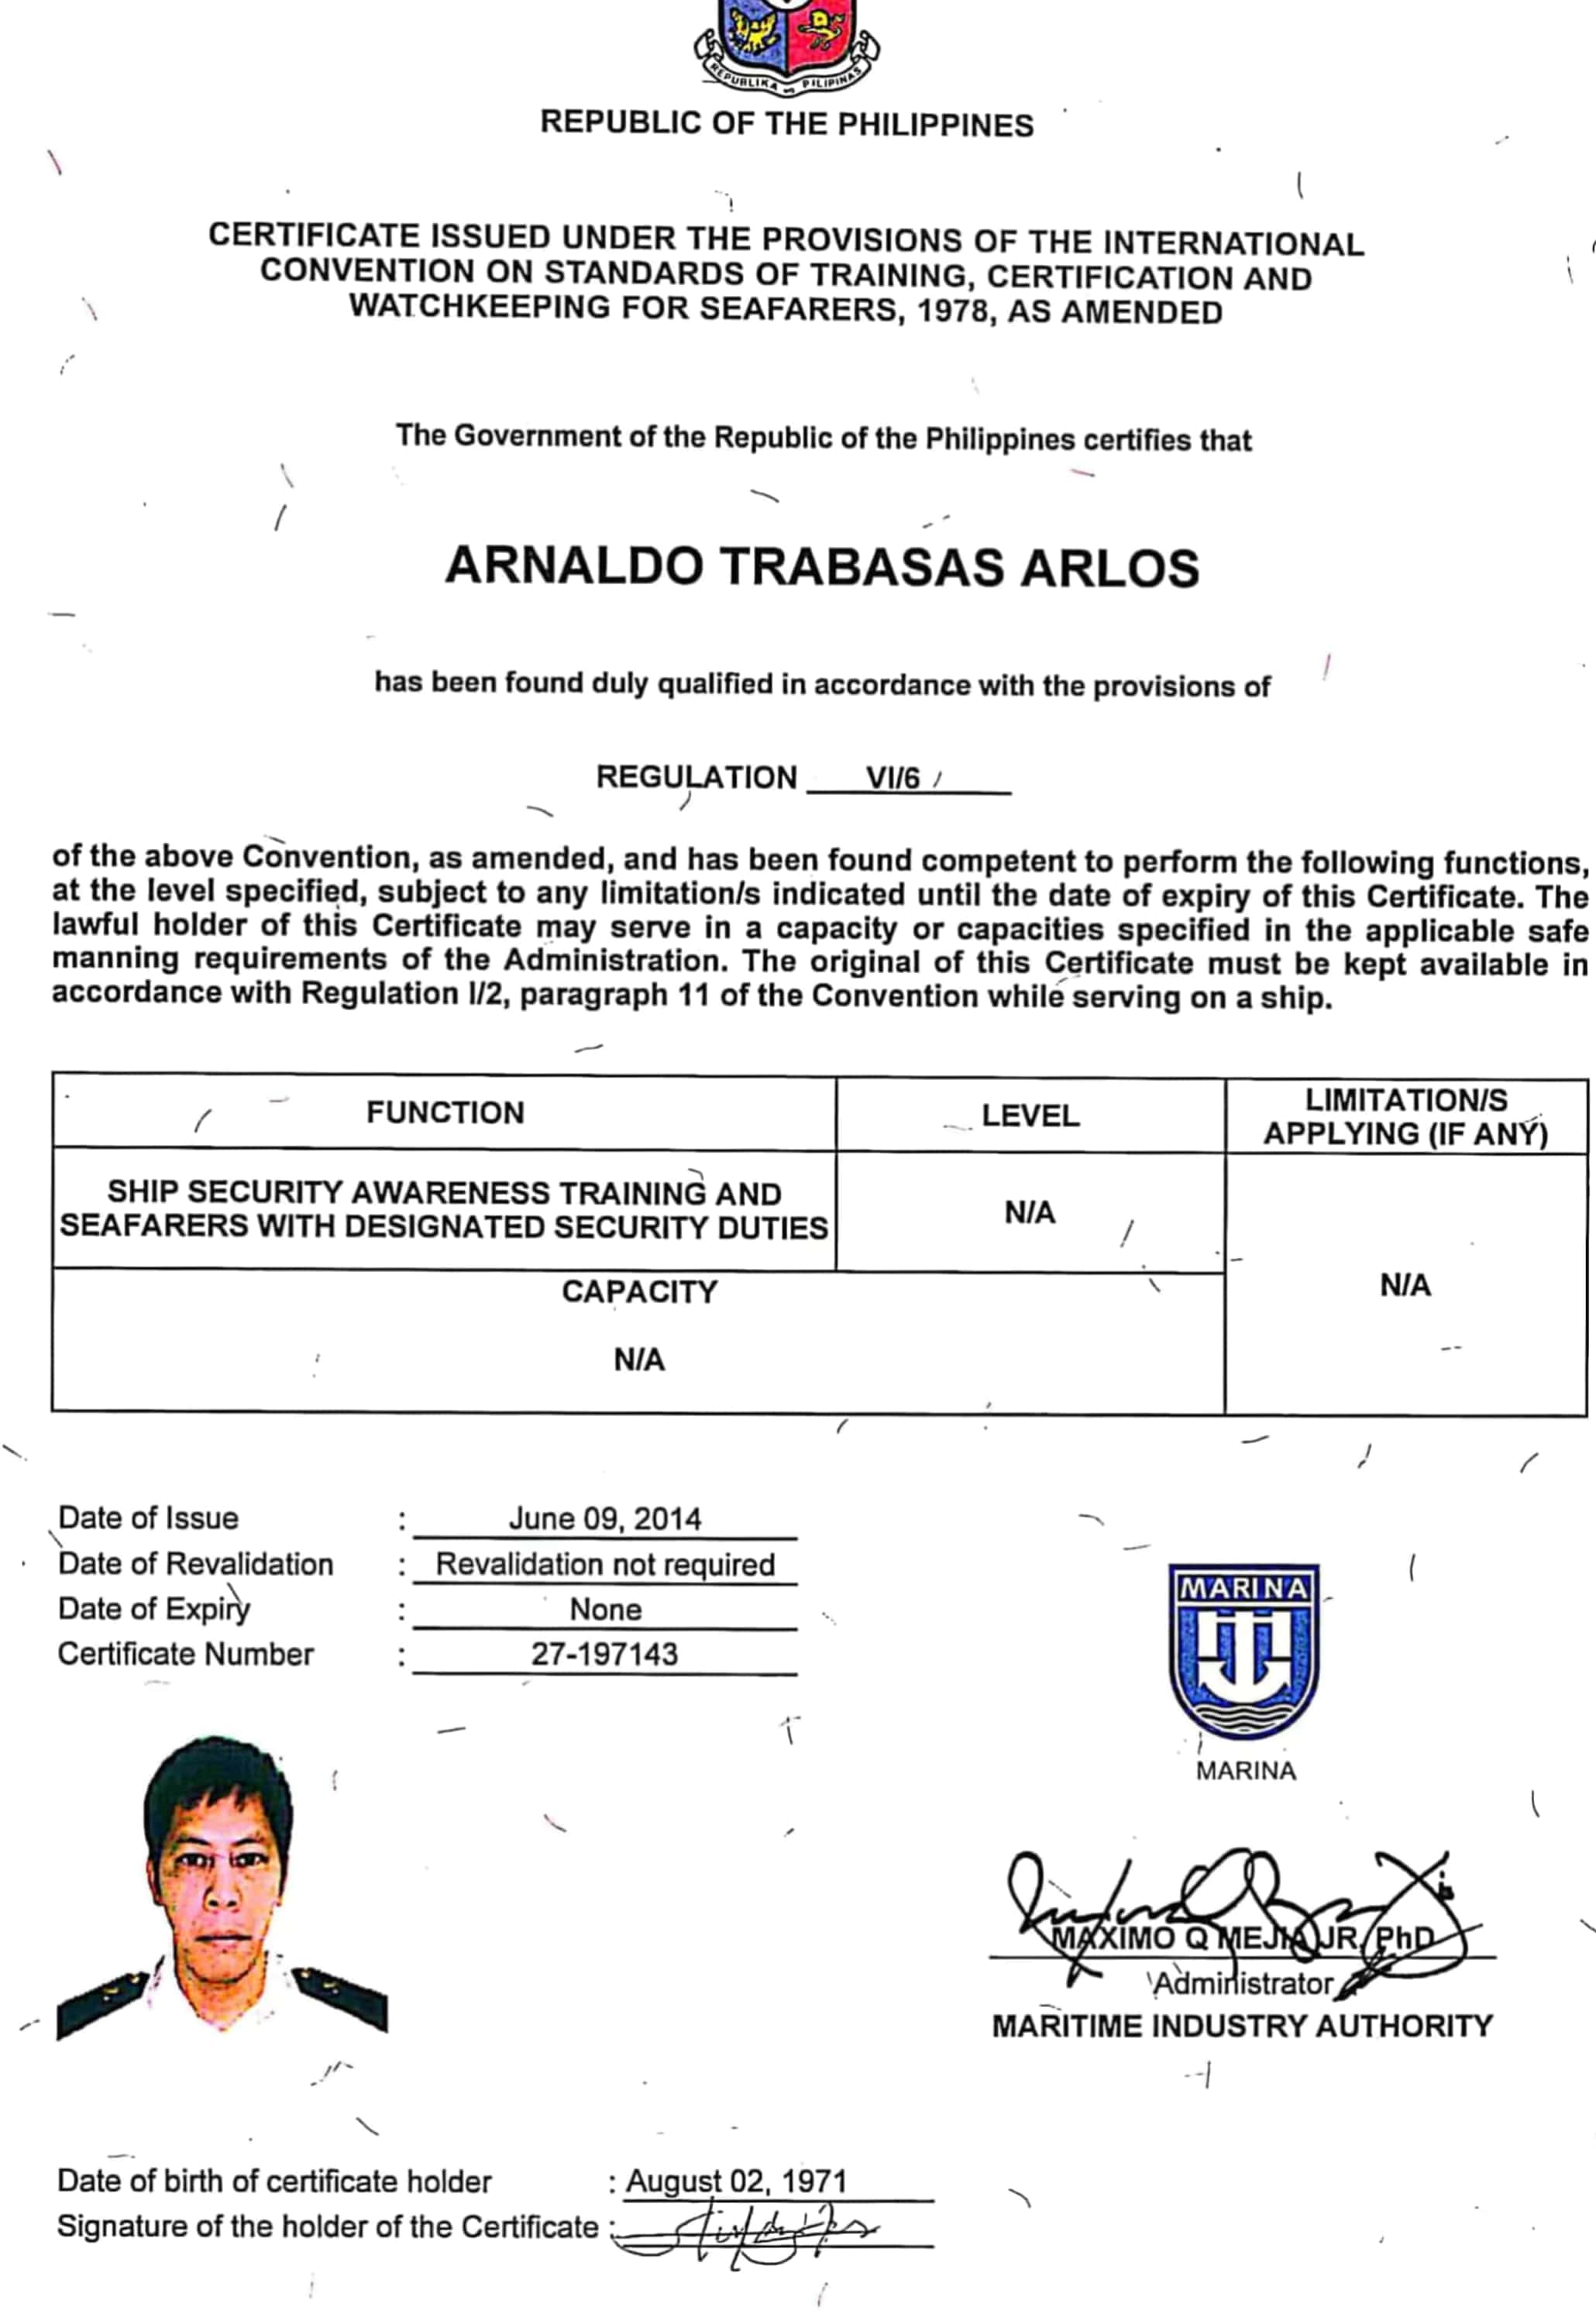 REPUBLIKA NG PILIPINAS
REPUBLIC OF THE PHILIPPINES
CERTIFICATE ISSUED UNDER THE PROVISIONS OF THE INTERNATIONAL
CONVENTION ON STANDARDS OF TRAINING, CERTIFICATION AND
WATCHKEEPING FOR SEAFARERS, 1978, AS AMENDED
The Government of the Republic of the Philippines certifies that
ARNALDO TRABASAS ARLOS
has been found duly qualified in accordance with the provisions of
REGULATION VI/6
of the above Convention, as amended, and has been found competent to perform the following functions,
at the level specified, subject to any limitation/s indicated until the date of expiry of this Certificate. The
lawful holder of this Certificate may serve in a capacity or capacities specified in the applicable safe
manning requirements of the Administration. The original of this Certificate must be kept available in
accordance with Regulation I/2, paragraph 11 of the Convention while serving on a ship.
FUNCTION LEVEL LIMITATION/S
APPLYING (IF ANY)
SHIP SECURITY AWARENESS TRAINING AND
SEAFARERS WITH DESIGNATED SECURITY DUTIES
N/A
N/A
CAPACITY
N/A
Date of Issue : June 09, 2014
Date of Revalidation : Revalidation not required
Date of Expiry : None
Certificate Number : 27-197143
MARINA
MARINA
MAXIMO Q MEJIA JR, PhD
Administrator
MARITIME INDUSTRY AUTHORITY
Date of birth of certificate holder : August 02, 1971
Signature of the holder of the Certificate :